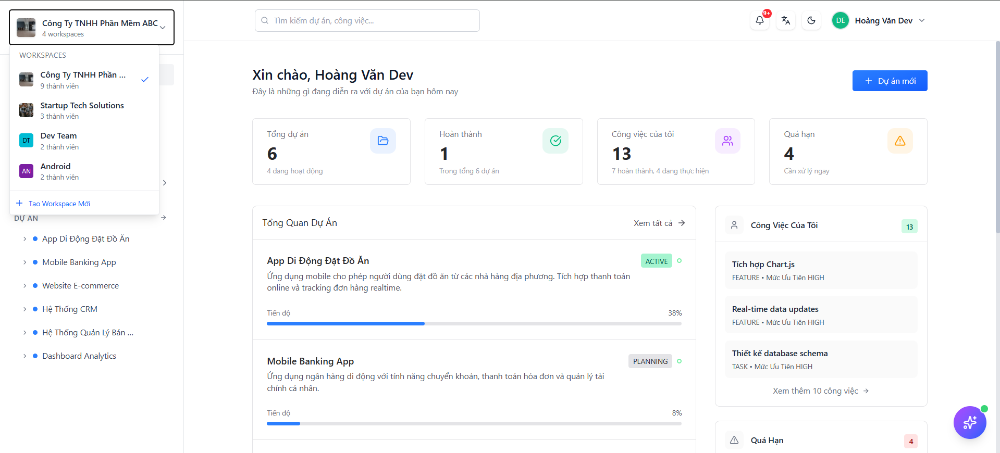 Công Ty TNHH Phần Mềm ABC
4 workspaces
WORKSPACES
Công Ty TNHH Phần ...
9 thành viên
Startup Tech Solutions
3 thành viên
DT
Dev Team
2 thành viên
AN
Android
2 thành viên
Tạo Workspace Mới
DỰ ÁN
App Di Động Đặt Đồ Ăn
Mobile Banking App
Website E-commerce
Hệ Thống CRM
Hệ Thống Quản Lý Bán ...
Dashboard Analytics
Tìm kiếm dự án, công việc...
9+
DE
Hoàng Văn Dev
Xin chào, Hoàng Văn Dev
Đây là những gì đang diễn ra với dự án của bạn hôm nay
Dự án mới
Tổng dự án
6
4 đang hoạt động
Hoàn thành
1
Trong tổng 6 dự án
Công việc của tôi
13
7 hoàn thành, 4 đang thực hiện
Quá hạn
4
Cần xử lý ngay
Tổng Quan Dự Án
Xem tất cả
App Di Động Đặt Đồ Ăn
ACTIVE
Ứng dụng mobile cho phép người dùng đặt đồ ăn từ các nhà hàng địa phương. Tích hợp thanh toán
online và tracking đơn hàng realtime.
Tiến độ
38%
Mobile Banking App
PLANNING
Ứng dụng ngân hàng di động với tính năng chuyển khoản, thanh toán hóa đơn và quản lý tài
chính cá nhân.
Tiến độ
8%
Công Việc Của Tôi
13
Tích hợp Chart.js
FEATURE • Mức Ưu Tiên HIGH
Real-time data updates
FEATURE • Mức Ưu Tiên HIGH
Thiết kế database schema
TASK • Mức Ưu Tiên HIGH
Xem thêm 10 công việc
Quá Hạn
4